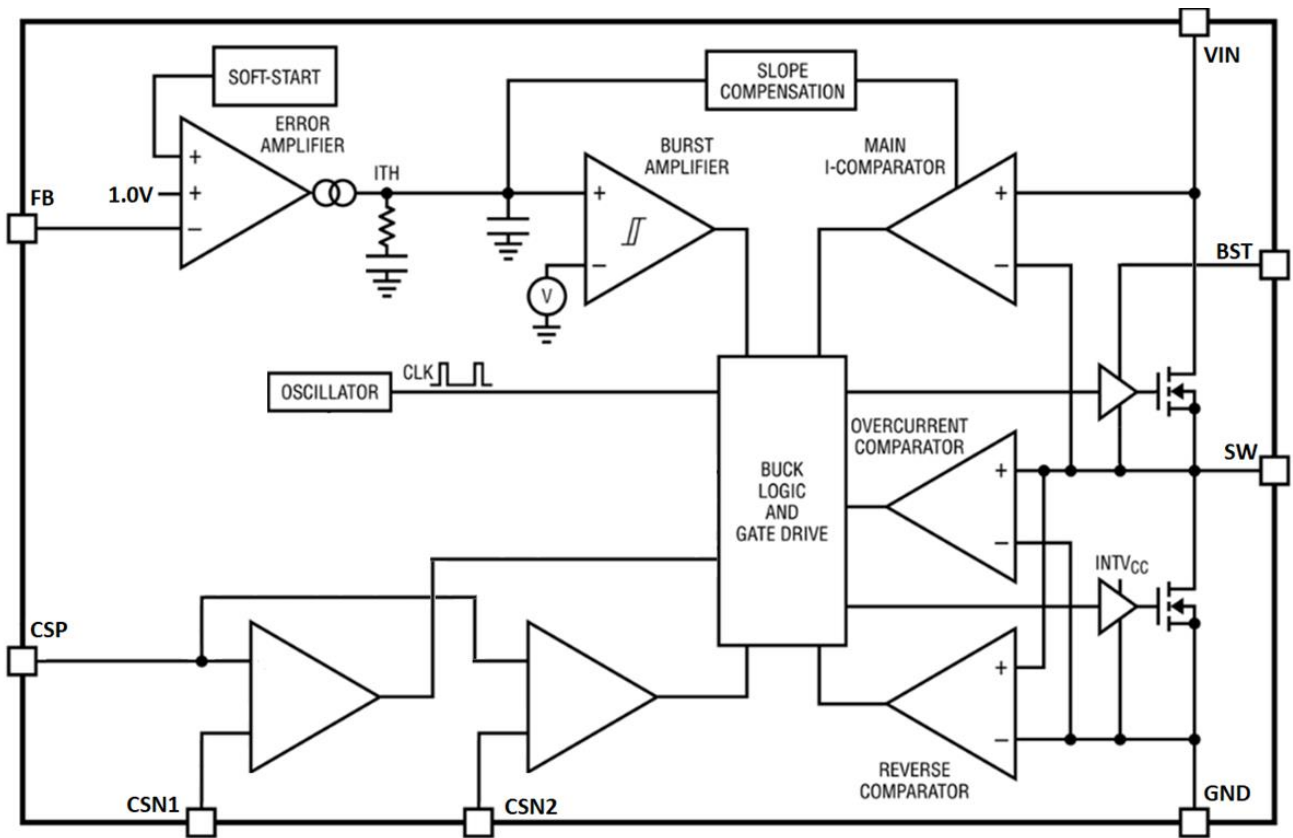 VIN
SOFT-START
SLOPE
COMPENSATION
ERROR
AMPLIFIER
BURST
AMPLIFIER
MAIN
I-COMPARATOR
ITH
FB
1.0V
+
+
−
+
−
+
−
V
BST
CLK
OSCILLATOR
OVERCURRENT
COMPARATOR
SW
BUCK
LOGIC
AND
GATE DRIVE
+
−
INTVCC
CSP
+
−
REVERSE
COMPARATOR
CSN1
CSN2
GND